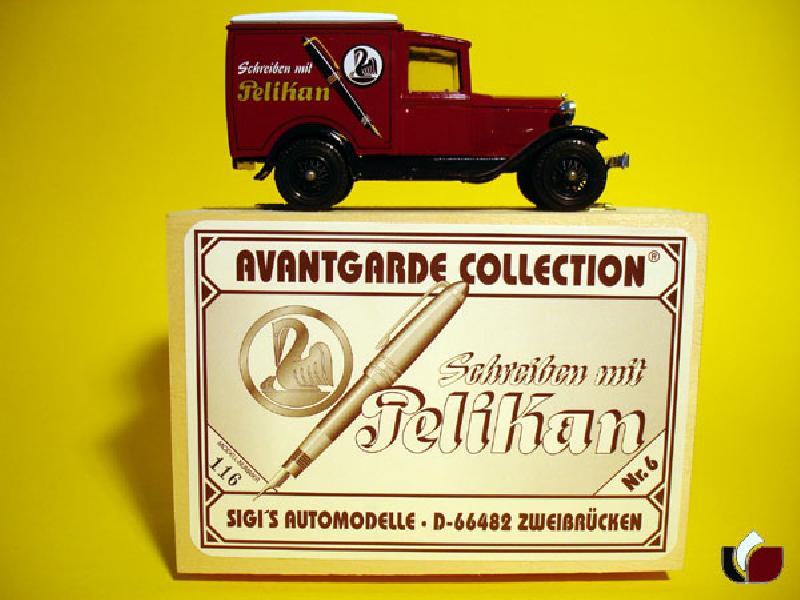 Schreiben mit
Pelikan
AVANTGARDE COLLECTION®
Schreiben mit
Pelikan
116
Nr. 6
SIGI'S AUTOMODELLE · D-66482 ZWEIBRÜCKEN